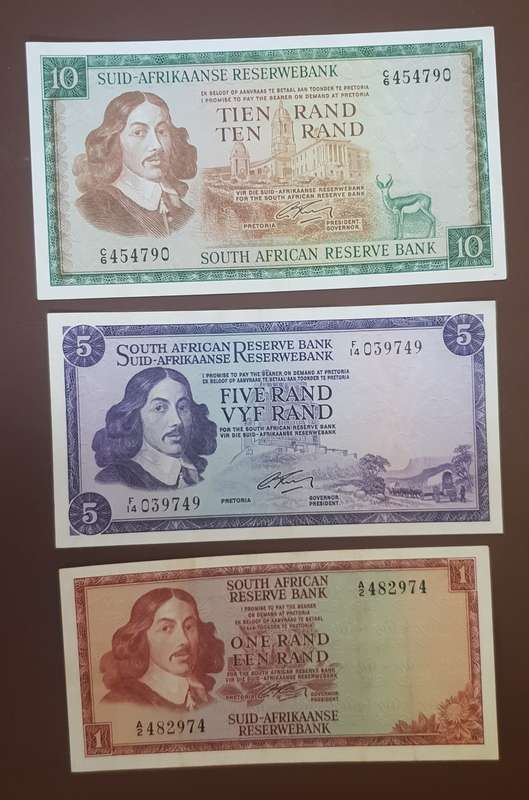 10
SUID-AFRIKAANSE RESERWEBANK
C/6 454790
EK BELOOF OM AANVRAAG TE BETAAL AAN TOONDER TE PRETORIA
I PROMISE TO PAY THE BEARER ON DEMAND AT PRETORIA
TIEN RAND
TEN RAND
VIR DIE SUID-AFRIKAANSE RESERWEBANK
FOR THE SOUTH AFRICAN RESERVE BANK
PRETORIA
PRESIDENT.
GOVERNOR.
C/6 454790
SOUTH AFRICAN RESERVE BANK
10
5
SOUTH AFRICAN RESERVE BANK
SUID-AFRIKAANSE RESERWEBANK
F/14 039749
I PROMISE TO PAY THE BEARER ON DEMAND AT PRETORIA
EK BELOOF OP AANVRAAG TE BETAAL AAN TOONDER TE PRETORIA
FIVE RAND
VYF RAND
FOR THE SOUTH AFRICAN RESERVE BANK
VIR DIE SUID-AFRIKAANSE RESERWEBANK
F/14 039749
PRETORIA
GOVERNOR
PRESIDENT.
5
SOUTH AFRICAN
RESERVE BANK
A/2 482974
1
I PROMISE TO PAY THE BEARER
ON DEMAND AT PRETORIA
EK BELOOF OP AANVRAAG TE BETAAL
AAN TOONDER TE PRETORIA
ONE RAND
EEN RAND
FOR THE SOUTH AFRICAN RESERVE BANK
VIR DIE SUID-AFRIKAANSE RESERWEBANK
PRETORIA
GOVERNOR
PRESIDENT.
1
A/2 482974
SUID-AFRIKAANSE
RESERWEBANK